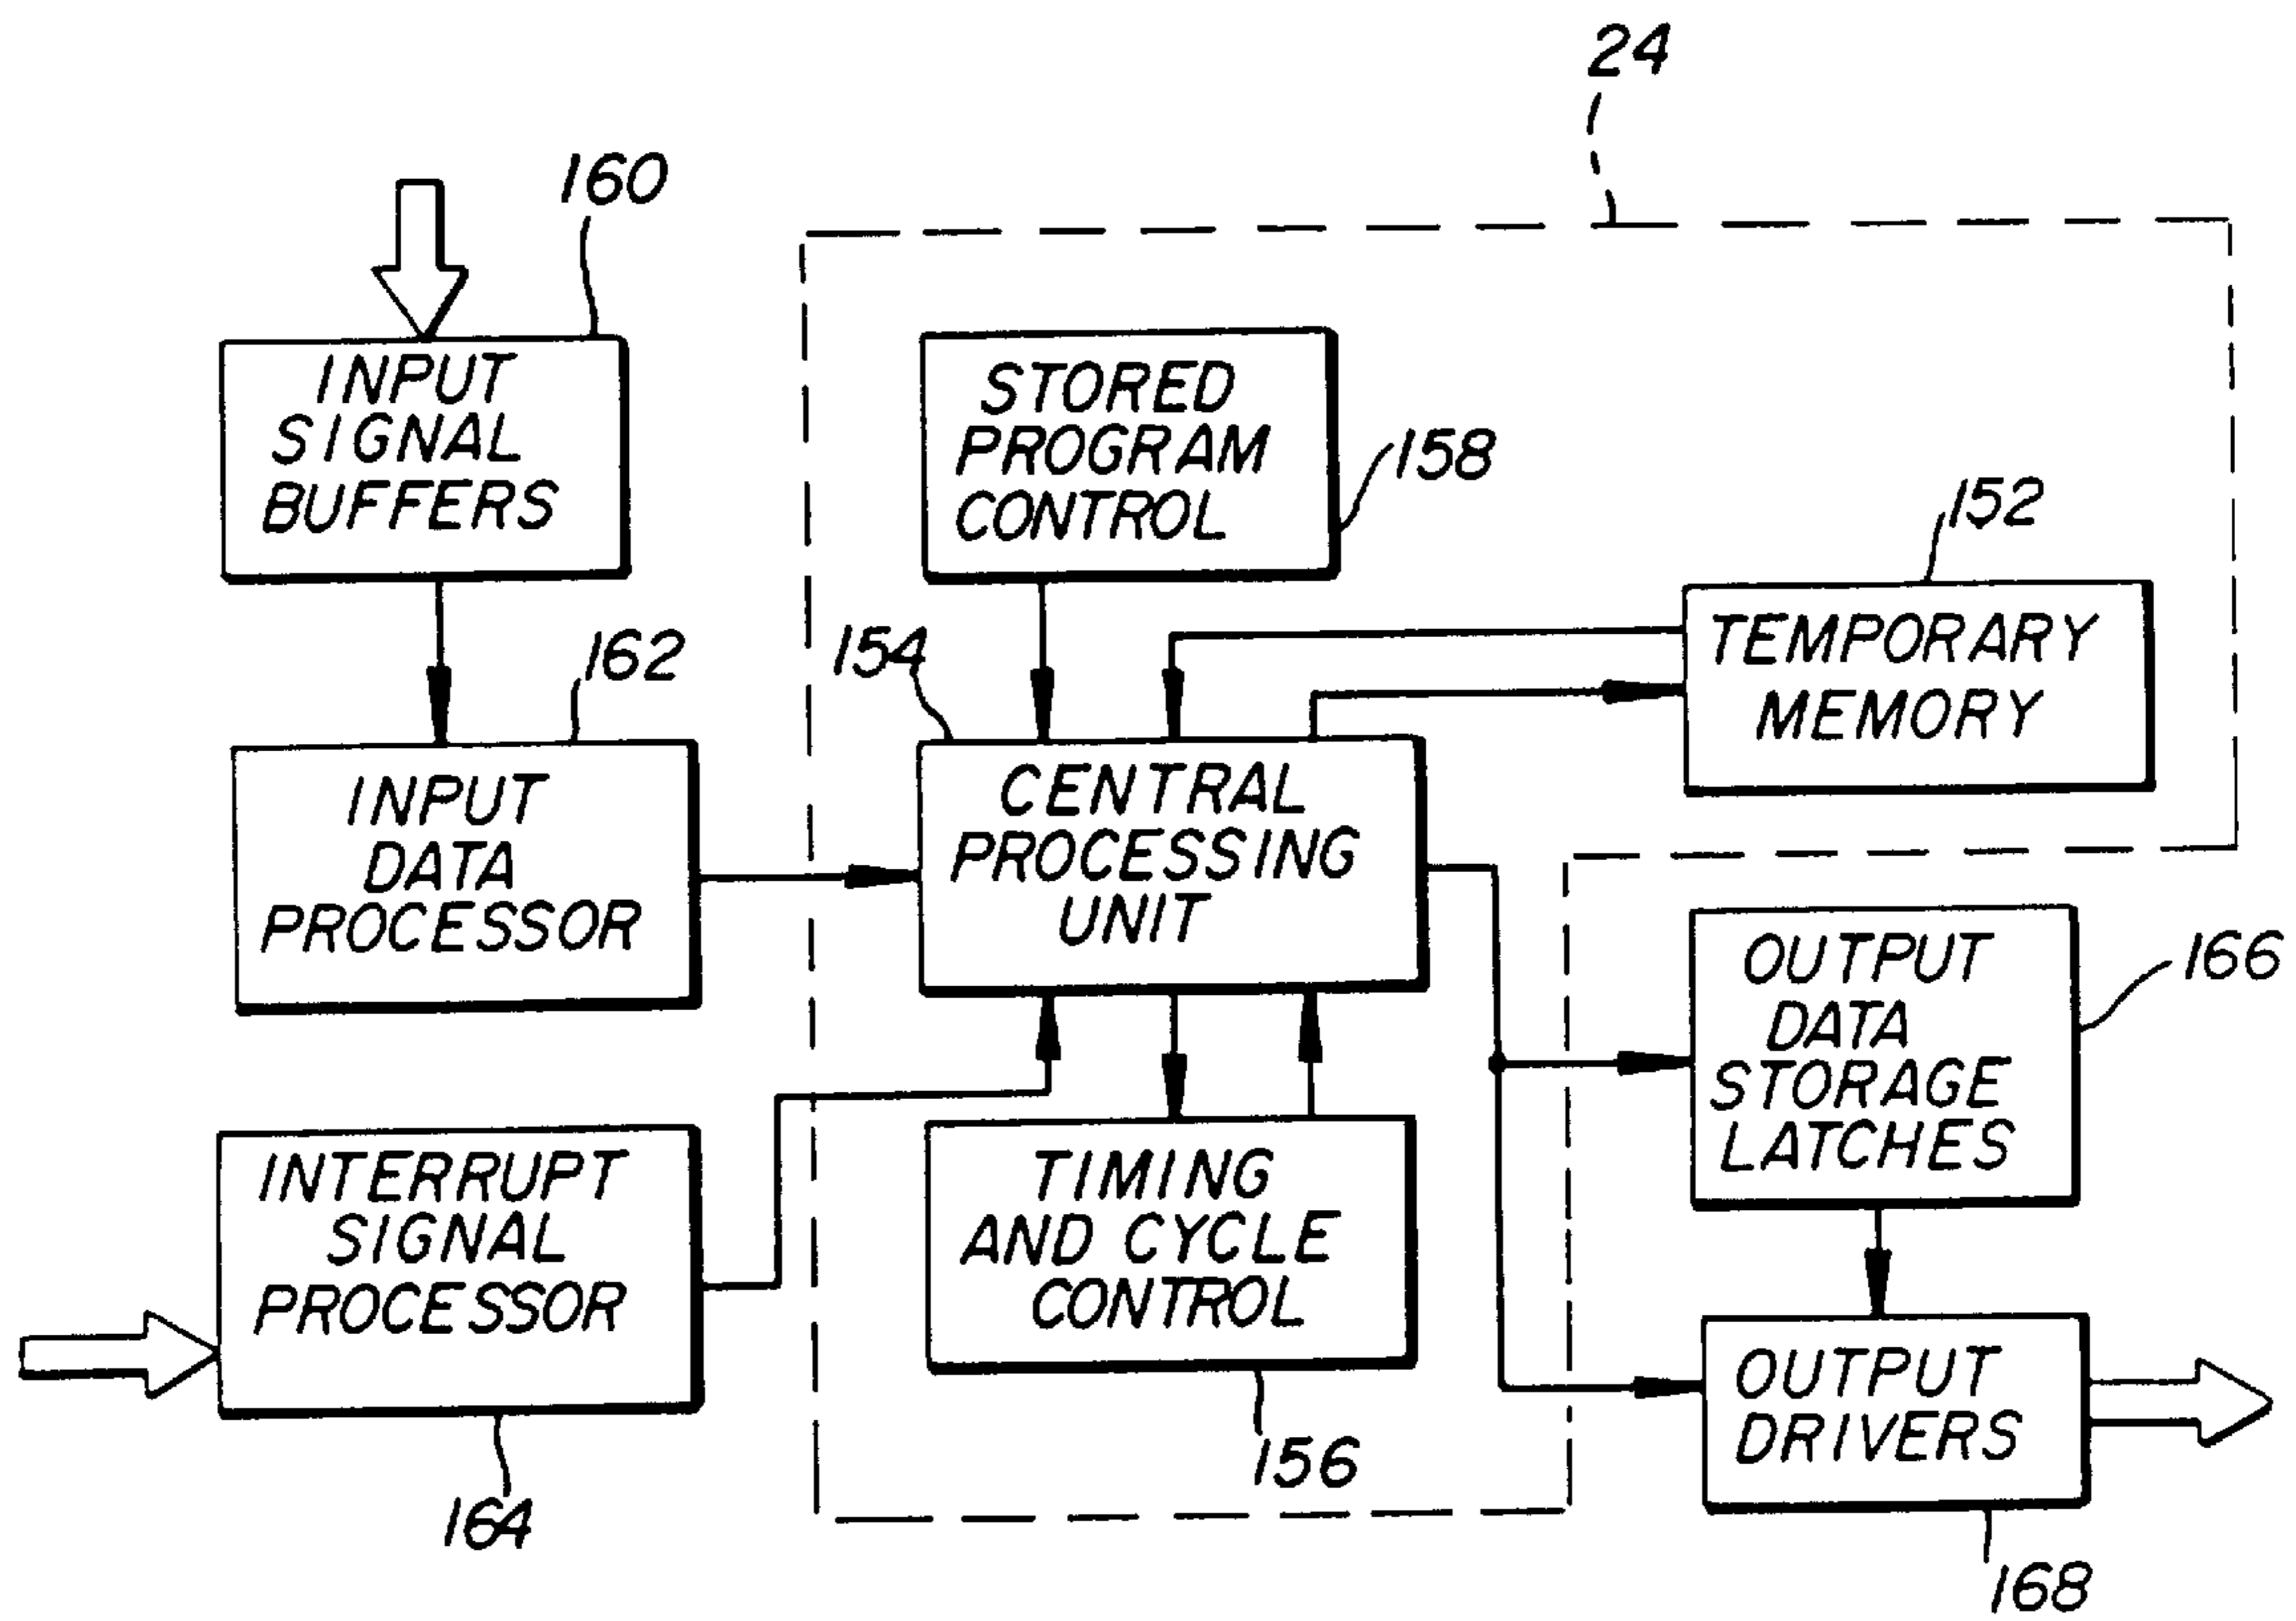 24
160
INPUT
SIGNAL
BUFFERS
STORED
PROGRAM
CONTROL
158
152
TEMPORARY
MEMORY
162
154
INPUT
DATA
PROCESSOR
CENTRAL
PROCESSING
UNIT
OUTPUT
DATA
STORAGE
LATCHES
166
INTERRUPT
SIGNAL
PROCESSOR
TIMING
AND CYCLE
CONTROL
OUTPUT
DRIVERS
164
156
168